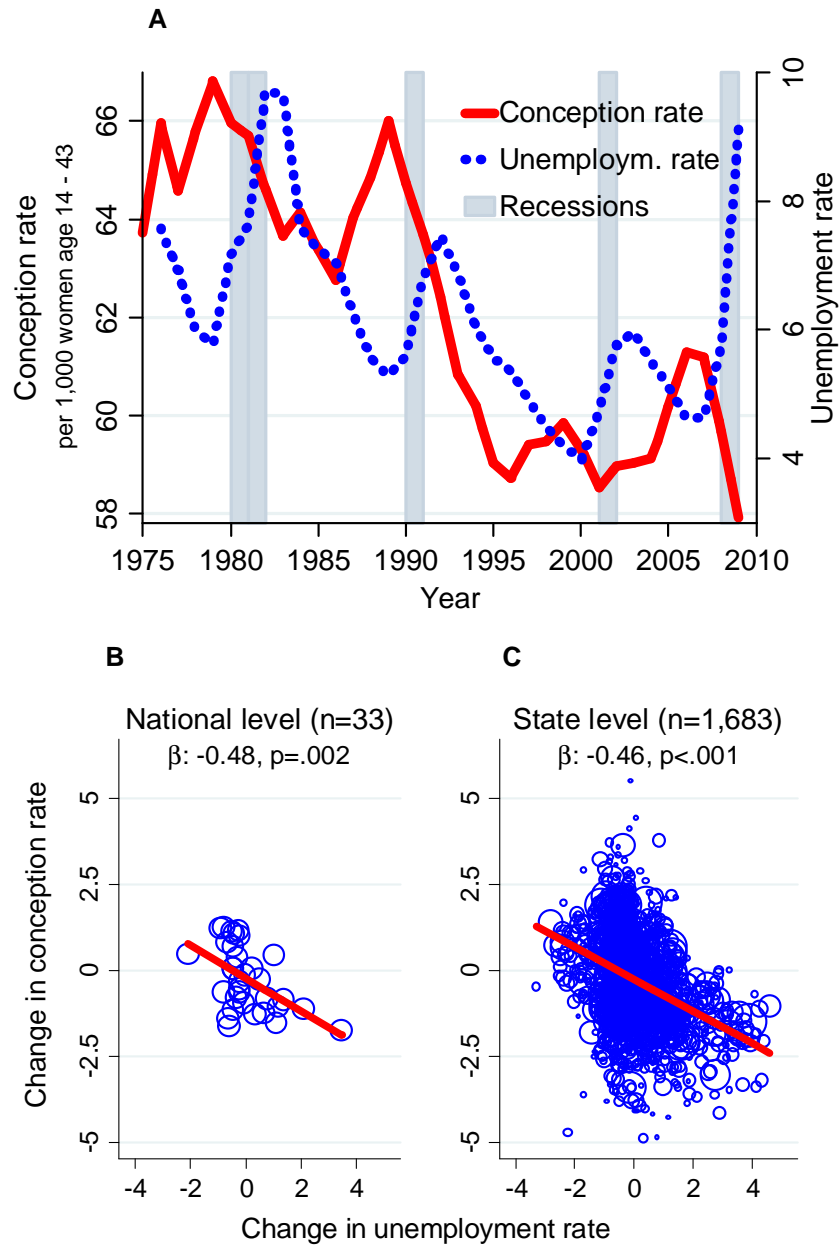 A
Conception rate
per 1,000 women age 14 - 43
66
64
62
60
58
Conception rate
Unemploym. rate
Recessions
10
8
6
4
Unemployment rate
1975 1980 1985 1990 1995 2000 2005 2010
Year
B
C
National level (n=33)
β: -0.48, p=.002
State level (n=1,683)
β: -0.46, p<.001
Change in conception rate
5
2.5
0
-2.5
-5
5
2.5
0
-2.5
-5
-4 -2 0 2 4
-4 -2 0 2 4
Change in unemployment rate